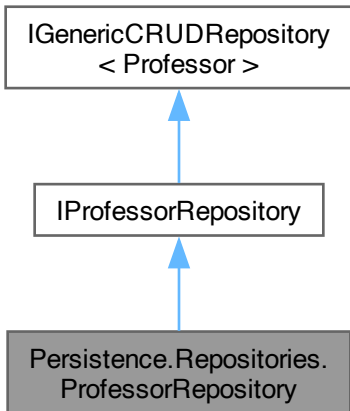 IGenericCRUDRepository
< Professor >
IProfessorRepository
Persistence.Repositories.
ProfessorRepository